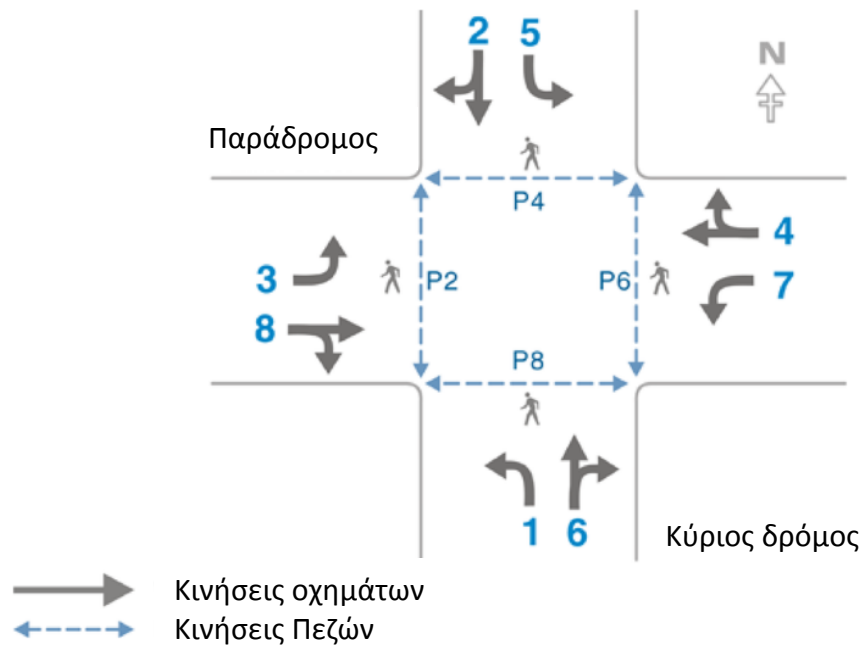 2 5
N
Παράδρομος
P4
4
3 P2 P6 7
8
P8
1 6 Κύριος δρόμος
Κινήσεις οχημάτων
Κινήσεις Πεζών